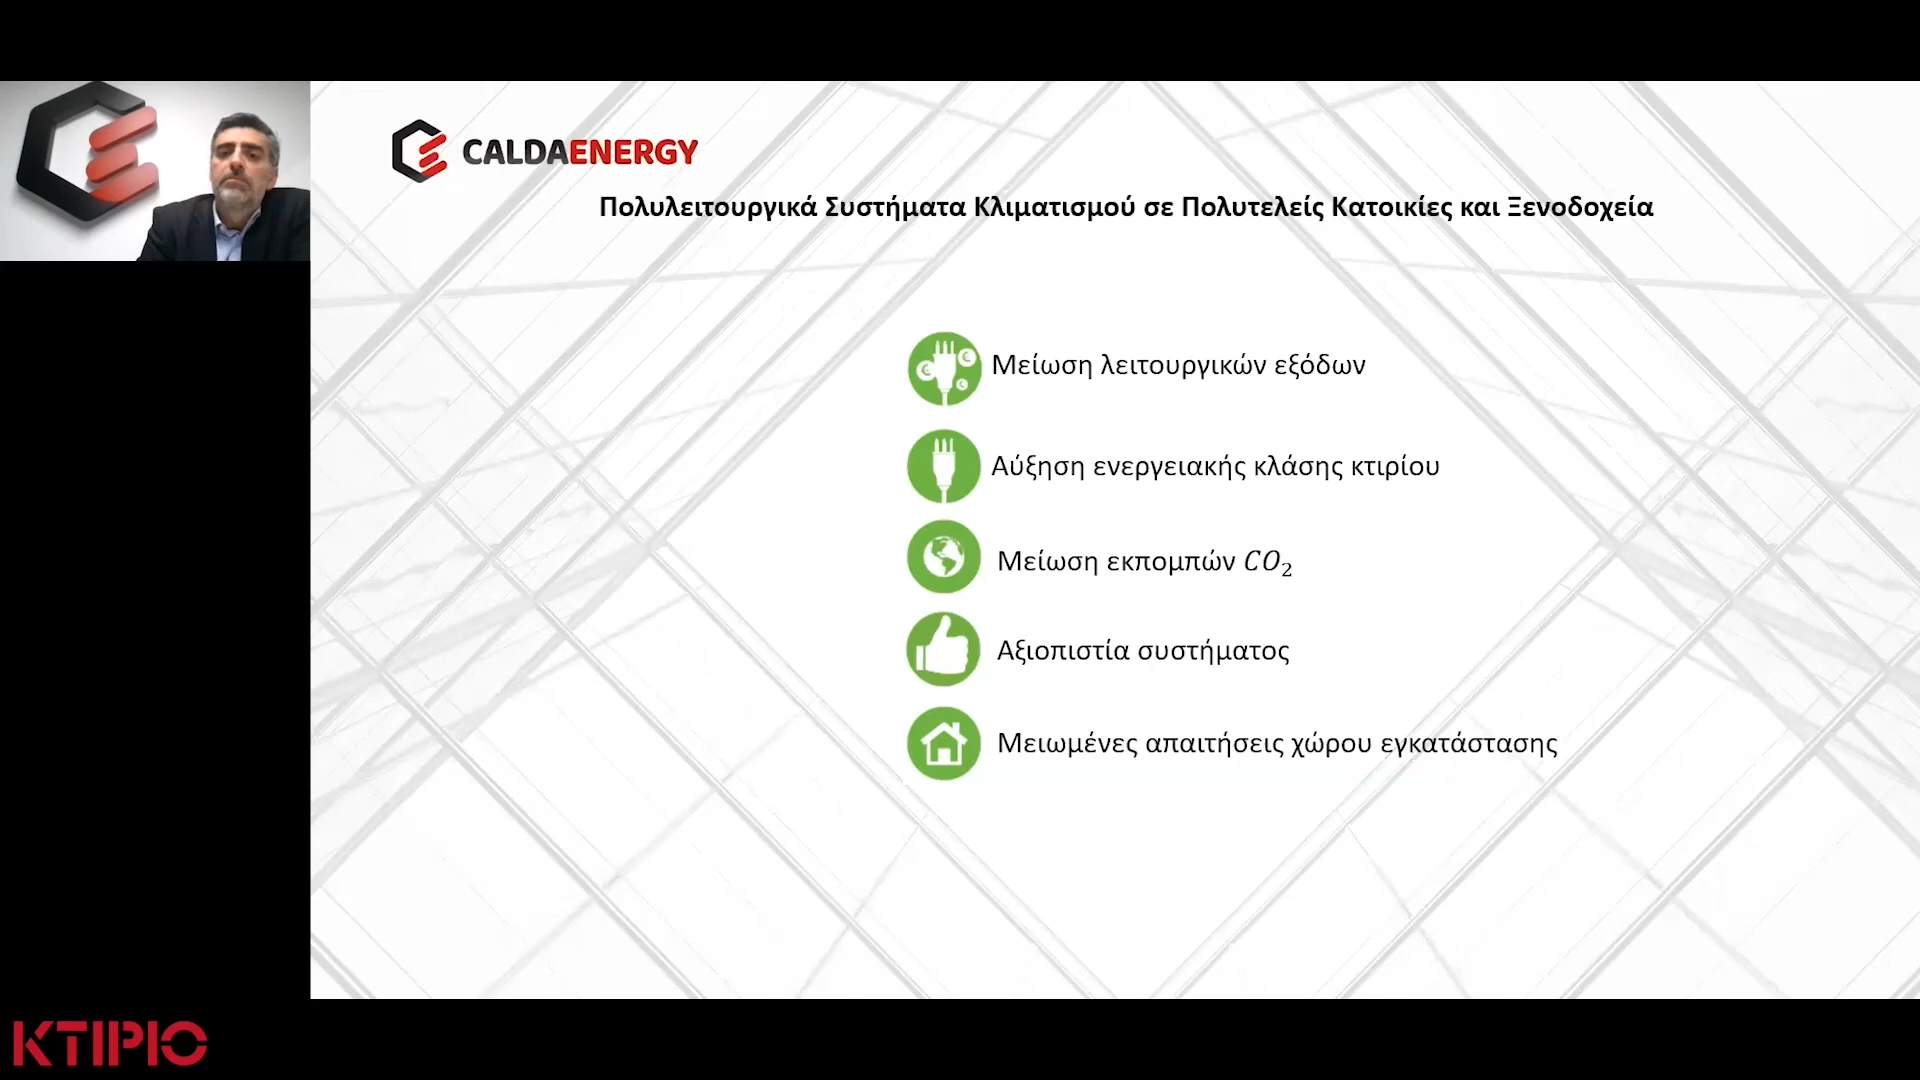 CALDAENERGY
Πολυλειτουργικά Συστήματα Κλιματισμού σε Πολυτελείς Κατοικίες και Ξενοδοχεία
Μείωση λειτουργικών εξόδων
Αύξηση ενεργειακής κλάσης κτιρίου
Μείωση εκπομπών CO₂
Αξιοπιστία συστήματος
Μειωμένες απαιτήσεις χώρου εγκατάστασης
ΚΤΙΡΙΟ